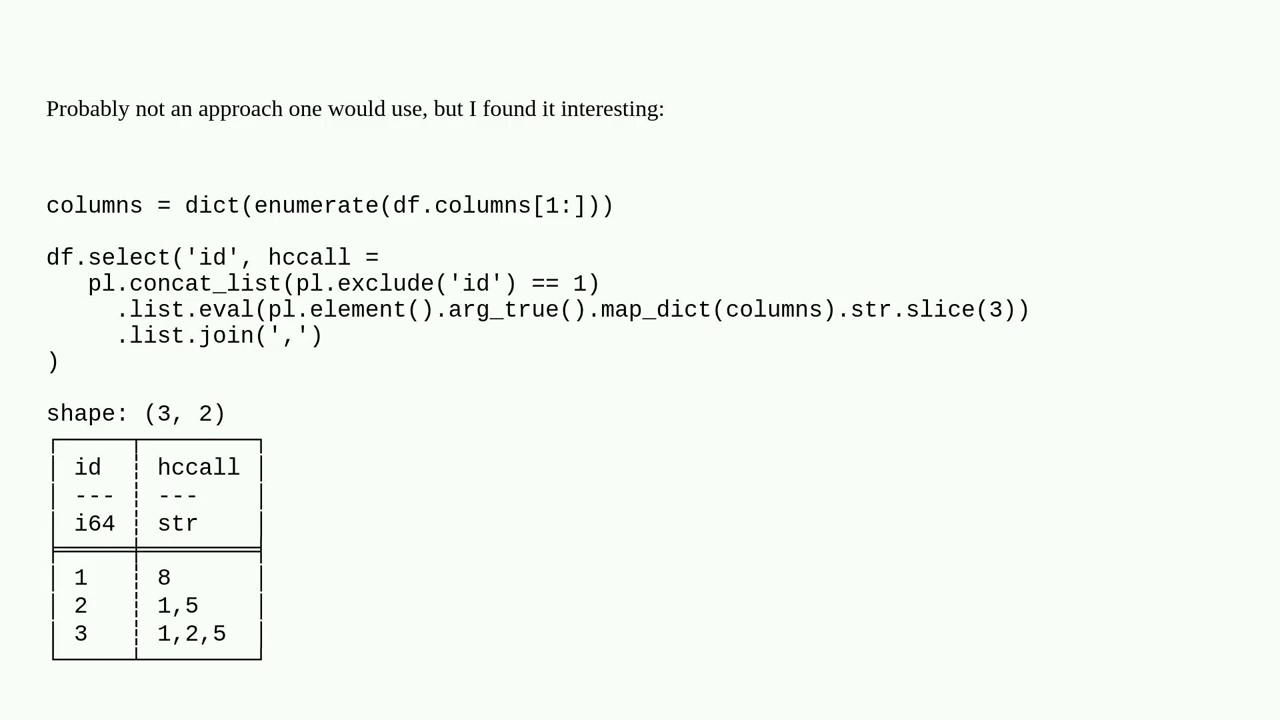 Probably not an approach one would use, but I found it interesting:
columns = dict(enumerate(df.columns[1:]))
df.select('id', hccall =
   pl.concat_list(pl.exclude('id') == 1)
     .list.eval(pl.element().arg_true().map_dict(columns).str.slice(3))
     .list.join(',')
)
shape: (3, 2)
┌─────┬────────┐
│ id  ┆ hccall │
│ --- ┆ ---    │
│ i64 ┆ str    │
╞═════╪════════╡
│ 1   ┆ 8      │
│ 2   ┆ 1,5    │
│ 3   ┆ 1,2,5  │
└─────┴────────┘